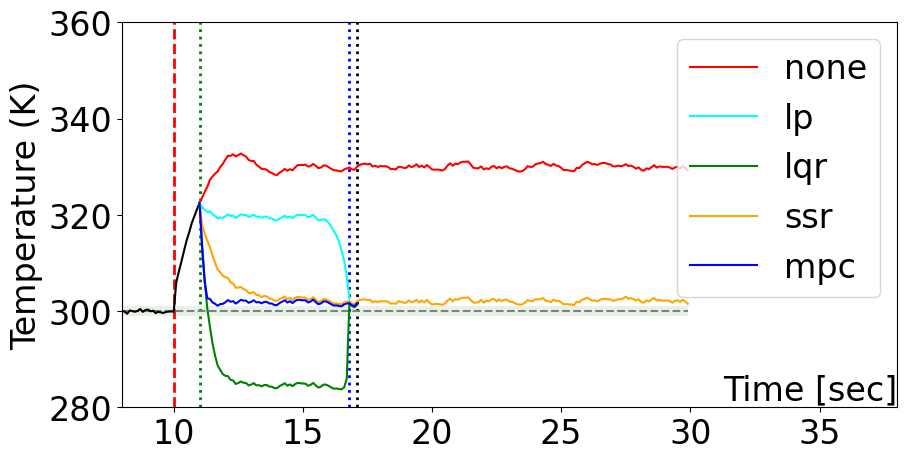 Temperature (K)
360
340
320
300
280
none
lp
lqr
ssr
mpc
Time [sec]
10 15 20 25 30 35